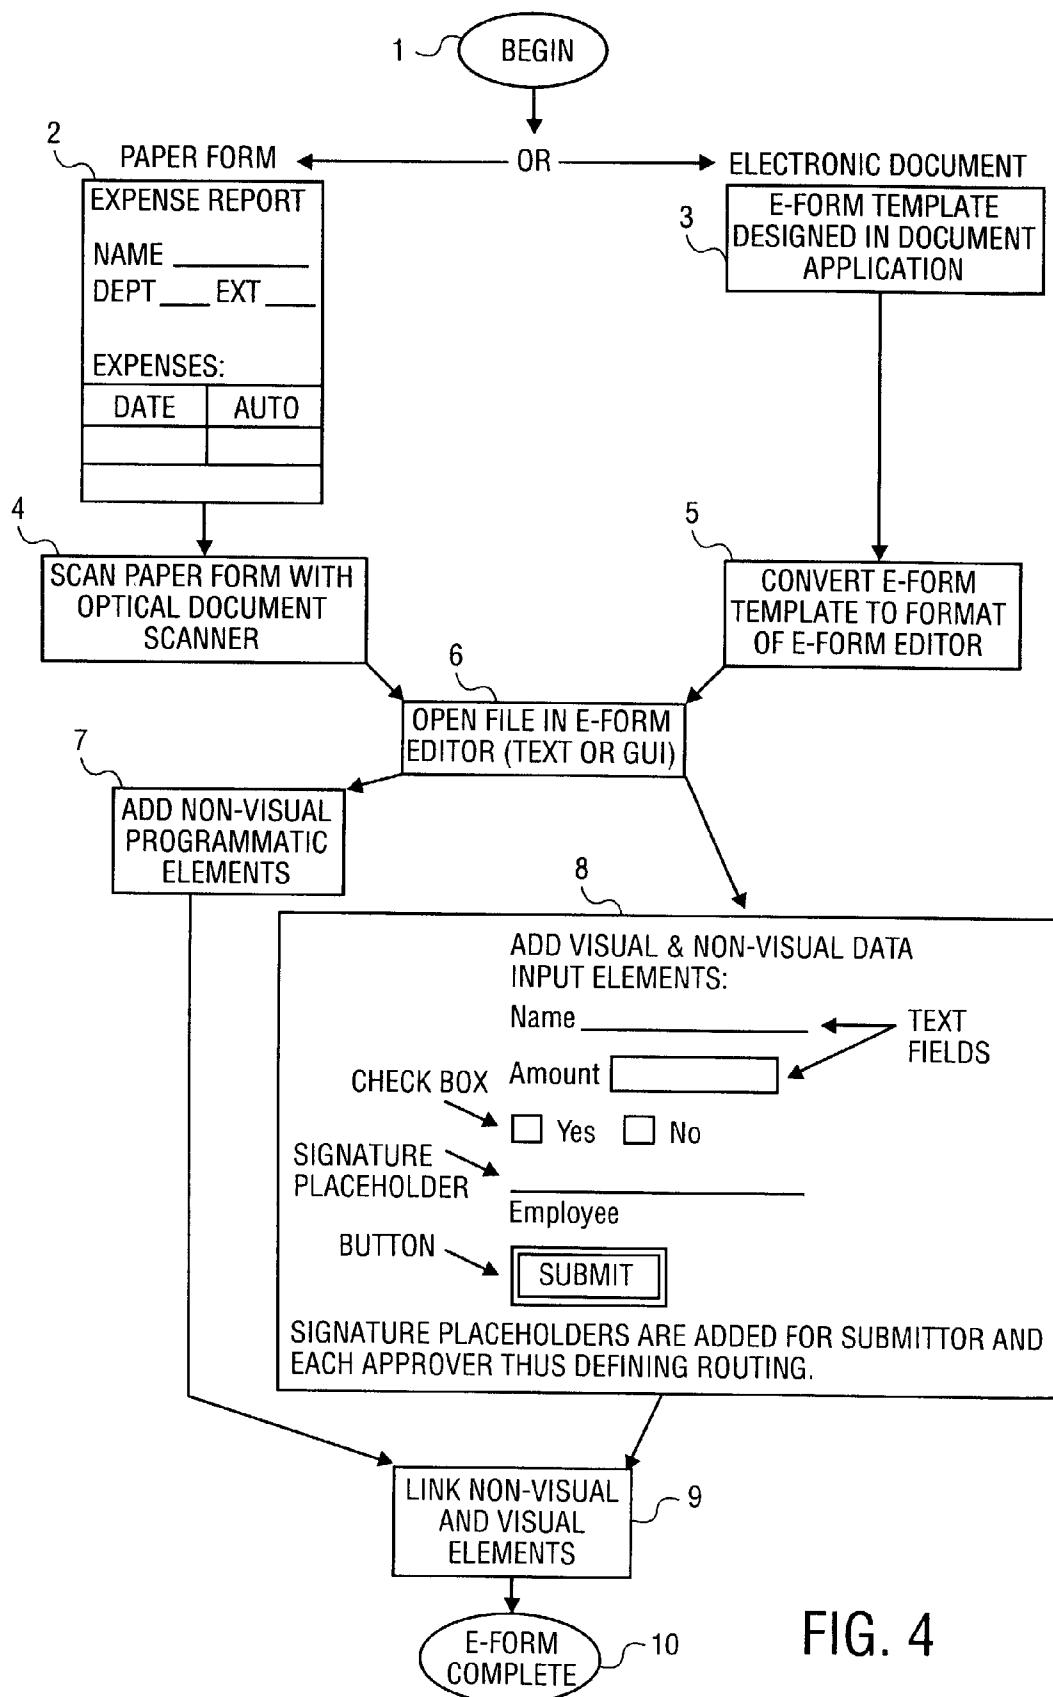 1
BEGIN
2
PAPER FORM
OR
ELECTRONIC DOCUMENT
EXPENSE REPORT
NAME
DEPT EXT
EXPENSES:
DATE AUTO
3
E-FORM TEMPLATE
DESIGNED IN DOCUMENT
APPLICATION
4
SCAN PAPER FORM WITH
OPTICAL DOCUMENT
SCANNER
5
CONVERT E-FORM
TEMPLATE TO FORMAT
OF E-FORM EDITOR
6
OPEN FILE IN E-FORM
EDITOR (TEXT OR GUI)
7
ADD NON-VISUAL
PROGRAMMATIC
ELEMENTS
8
ADD VISUAL & NON-VISUAL DATA
INPUT ELEMENTS:
Name
TEXT
FIELDS
Amount
CHECK BOX
Yes No
SIGNATURE
PLACEHOLDER
Employee
BUTTON
SUBMIT
SIGNATURE PLACEHOLDERS ARE ADDED FOR SUBMITTOR AND
EACH APPROVER THUS DEFINING ROUTING.
LINK NON-VISUAL
AND VISUAL
ELEMENTS
9
E-FORM
COMPLETE
10
FIG. 4